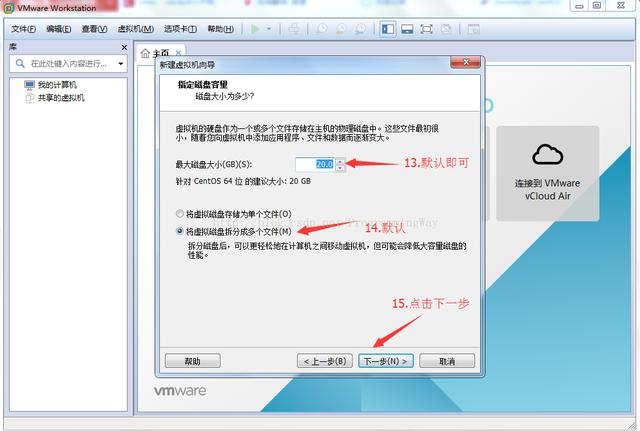 VMware Workstation
文件(F) 编辑(E) 查看(V) 虚拟机(M) 选项卡(T) 帮助(H)
库
在此处键入内容进行...
我的计算机
共享的虚拟机
主页
新建虚拟机向导
指定磁盘容量
磁盘大小为多少?
虚拟机的硬盘作为一个或多个文件存储在主机的物理磁盘中。这些文件最初很
小，随着您向虚拟机中添加应用程序、文件和数据而逐渐变大。
最大磁盘大小(GB)(S): 20.0
13.默认即可
针对 CentOS 64 位 的建议大小: 20 GB
将虚拟磁盘存储为单个文件(O)
http://blog.csdn.net/ProgrammingWay
将虚拟磁盘拆分成多个文件(M)
14.默认
拆分磁盘后，可以更轻松地在计算机之间移动虚拟机，但可能会降低大容量磁盘的
性能。
15.点击下一步
帮助 < 上一步(B) 下一步(N) > 取消
连接到 VMware
vCloud Air
vmware